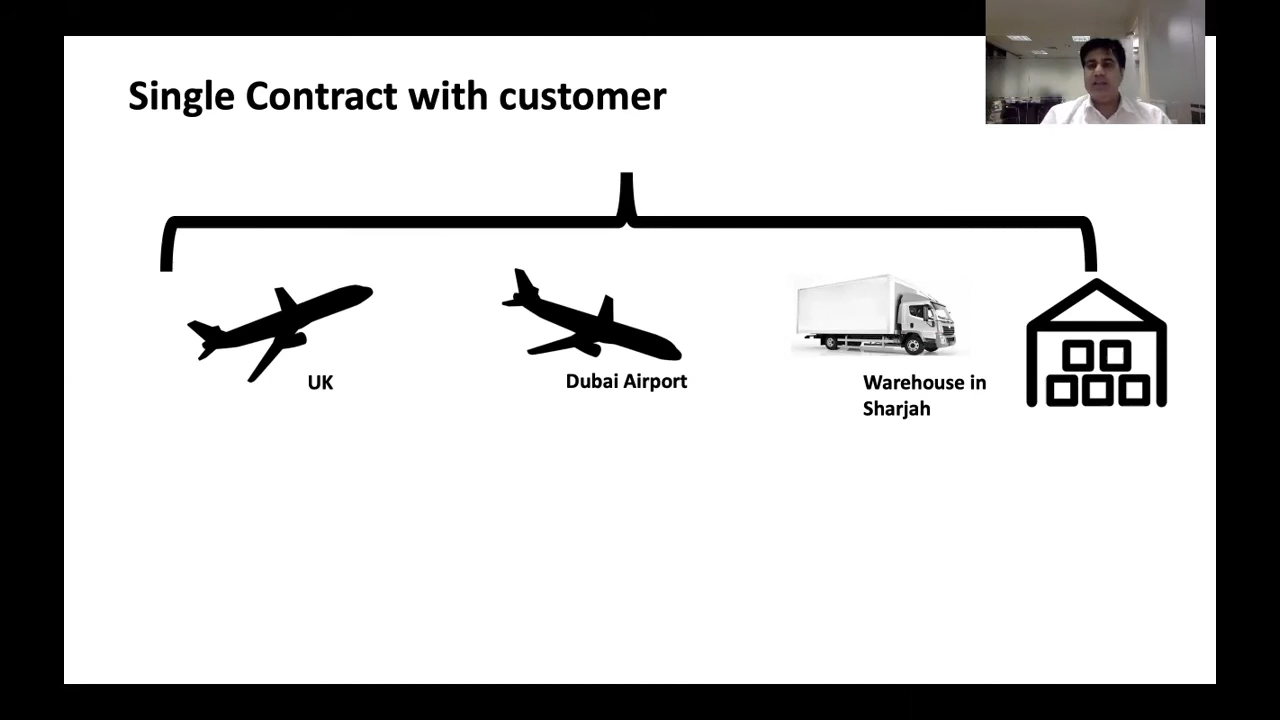 Single Contract with customer
UK
Dubai Airport
Warehouse in
Sharjah